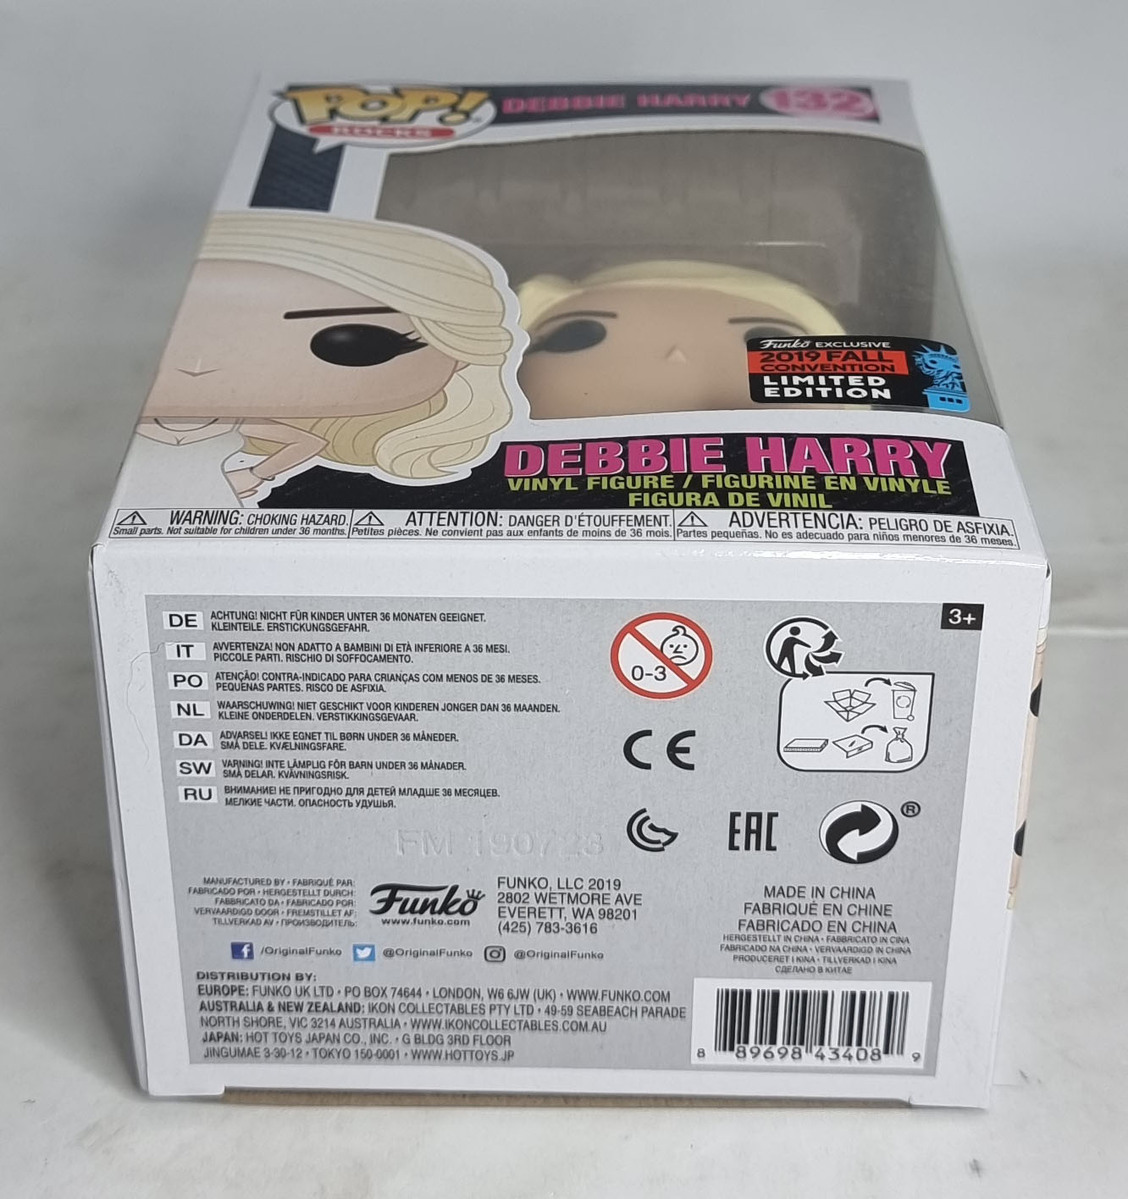 POP!
ROCKS
DEBBIE HARRY 132
Funko EXCLUSIVE
2019 FALL
CONVENTION
LIMITED
EDITION
DEBBIE HARRY
VINYL FIGURE / FIGURINE EN VINYLE
FIGURA DE VINIL
WARNING: CHOKING HAZARD.
Small parts. Not suitable for children under 36 months.
ATTENTION: DANGER D'ÉTOUFFEMENT.
Petites pièces. Ne convient pas aux enfants de moins de 36 mois.
ADVERTENCIA: PELIGRO DE ASFIXIA.
Partes pequeñas. No es adecuado para niños menores de 36 meses.
DE ACHTUNG! NICHT FÜR KINDER UNTER 36 MONATEN GEEIGNET.
KLEINTEILE. ERSTICKUNGSGEFAHR.
IT AVVERTENZA! NON ADATTO A BAMBINI DI ETÀ INFERIORE A 36 MESI.
PICCOLE PARTI. RISCHIO DI SOFFOCAMENTO.
PO ATENÇÃO! CONTRA-INDICADO PARA CRIANÇAS COM MENOS DE 36 MESES.
PEQUENAS PARTES. RISCO DE ASFIXIA.
NL WAARSCHUWING! NIET GESCHIKT VOOR KINDEREN JONGER DAN 36 MAANDEN.
KLEINE ONDERDELEN. VERSTIKKINGSGEVAAR.
DA ADVARSEL! IKKE EGNET TIL BØRN UNDER 36 MÅNEDER.
SMÅ DELE. KVÆLNINGSFARE.
SW VARNING! INTE LÄMPLIG FÖR BARN UNDER 36 MÅNADER.
SMÅ DELAR. KVÄVNINGSRISK.
RU ВНИМАНИЕ! НЕ ПРИГОДНО ДЛЯ ДЕТЕЙ МЛАДШЕ 36 МЕСЯЦЕВ.
МЕЛКИЕ ЧАСТИ. ОПАСНОСТЬ УДУШЬЯ.
0-3
3+
CE
EAC
®
FM
MANUFACTURED BY • FABRIQUÉ PAR:
FABRICADO POR • HERGESTELLT DURCH:
FABBRICATO DA • FABRICADO POR:
VERVAARDIGD DOOR • FREMSTILLET AF:
TILLVERKAD AV • ПРОИЗВОДИТЕЛЬ:
Funko
www.funko.com
FUNKO, LLC 2019
2802 WETMORE AVE
EVERETT, WA 98201
(425) 783-3616
MADE IN CHINA
FABRIQUÉ EN CHINE
FABRICADO EN CHINA
HERGESTELLT IN CHINA • FABBRICATO IN CINA
FABRICADO NA CHINA • VERVAARDIGD IN CHINA
PRODUCERET I KINA • TILLVERKAD I KINA
СДЕЛАНО В КИТАЕ
/OriginalFunko @OriginalFunko @OriginalFunko
DISTRIBUTION BY:
EUROPE: FUNKO UK LTD • PO BOX 74644 • LONDON, W6 6JW (UK) • WWW.FUNKO.COM
AUSTRALIA & NEW ZEALAND: IKON COLLECTABLES PTY LTD • 49-59 SEABEACH PARADE
NORTH SHORE, VIC 3214 AUSTRALIA • WWW.IKONCOLLECTABLES.COM.AU
JAPAN: HOT TOYS JAPAN CO., INC. • G BLDG 3RD FLOOR
JINGUMAE 3-30-12 • TOKYO 150-0001 • WWW.HOTTOYS.JP
8 89698 43408 9